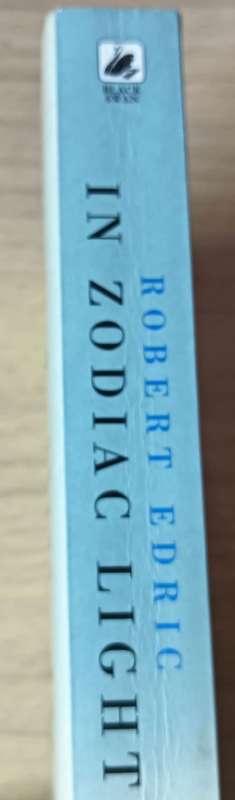 BLACK
SWAN
ROBERT EDRIC
IN ZODIAC LIGHT